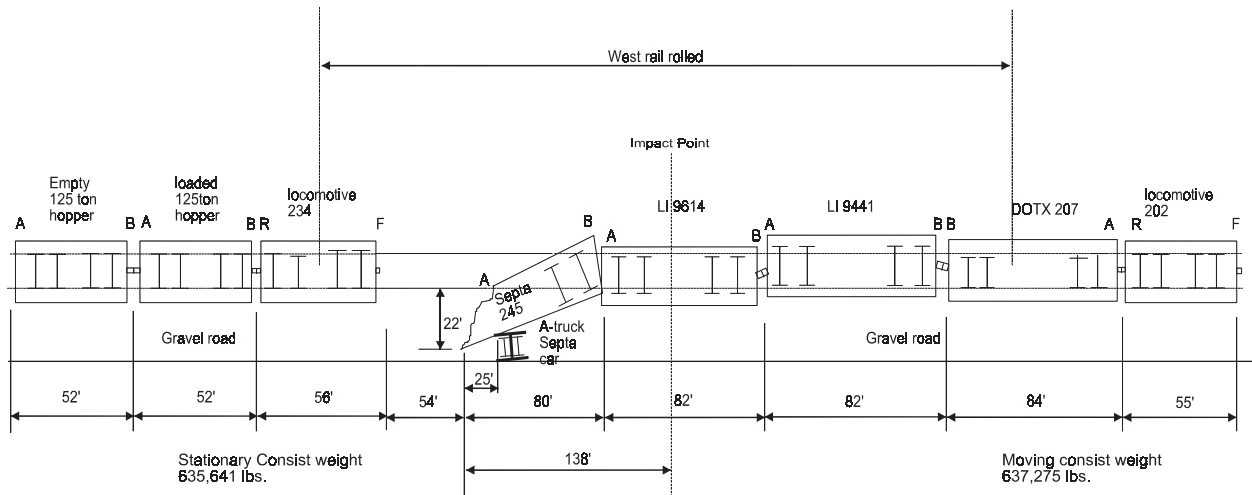 West rail rolled
Impact Point
Empty
125 ton
hopper
loaded
125ton
hopper
locomotive
234
LI 9614
LI 9441
DOTX 207
locomotive
202
A
B
A
B
R
F
A
B
A
B
A
B
B
A
R
F
Septa
245
22'
A-truck
Septa
car
Gravel road
Gravel road
25'
52'
52'
56'
54'
80'
82'
82'
84'
55'
138'
Stationary Consist weight
635,641 lbs.
Moving consist weight
637,275 lbs.